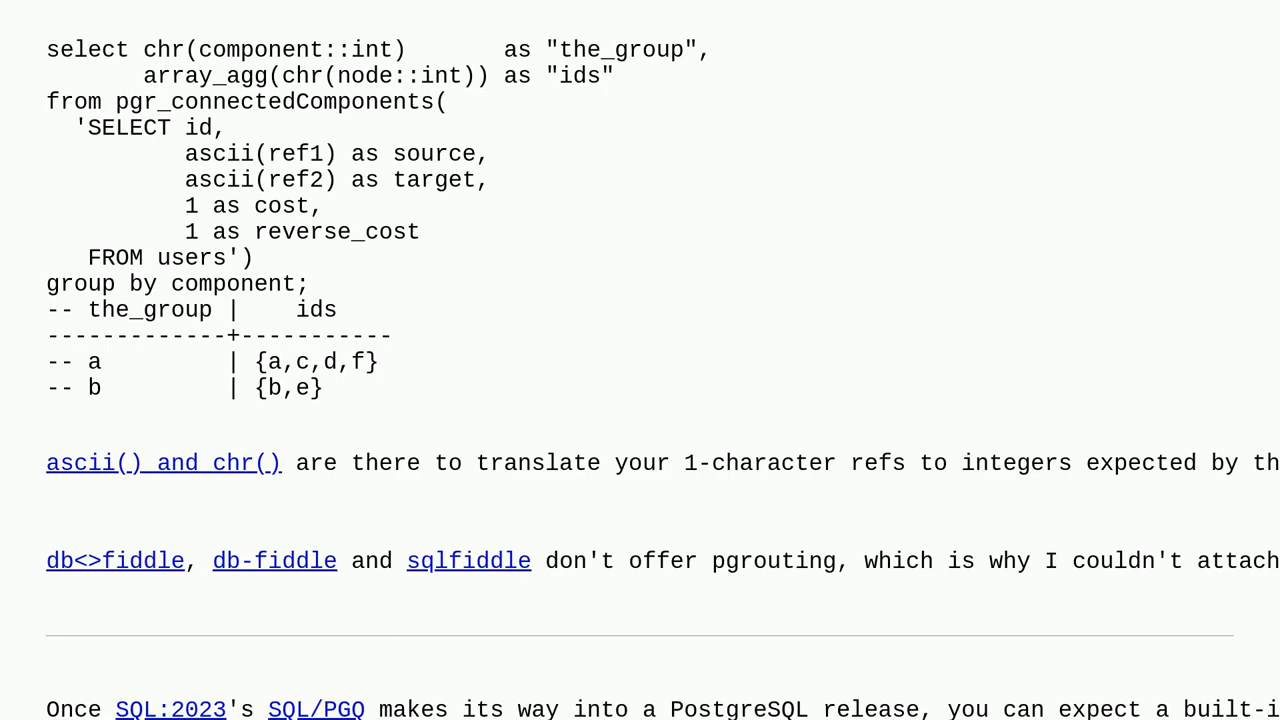 select chr(component::int)       as "the_group",
       array_agg(chr(node::int)) as "ids"
from pgr_connectedComponents(
  'SELECT id,
          ascii(ref1) as source,
          ascii(ref2) as target,
          1 as cost,
          1 as reverse_cost
   FROM users')
group by component;
-- the_group |    ids
-------------+-----------
-- a         | {a,c,d,f}
-- b         | {b,e}
ascii() and chr() are there to translate your 1-character refs to integers expected by th
db<>fiddle, db-fiddle and sqlfiddle don't offer pgrouting, which is why I couldn't attach
Once SQL:2023's SQL/PGQ makes its way into a PostgreSQL release, you can expect a built-i